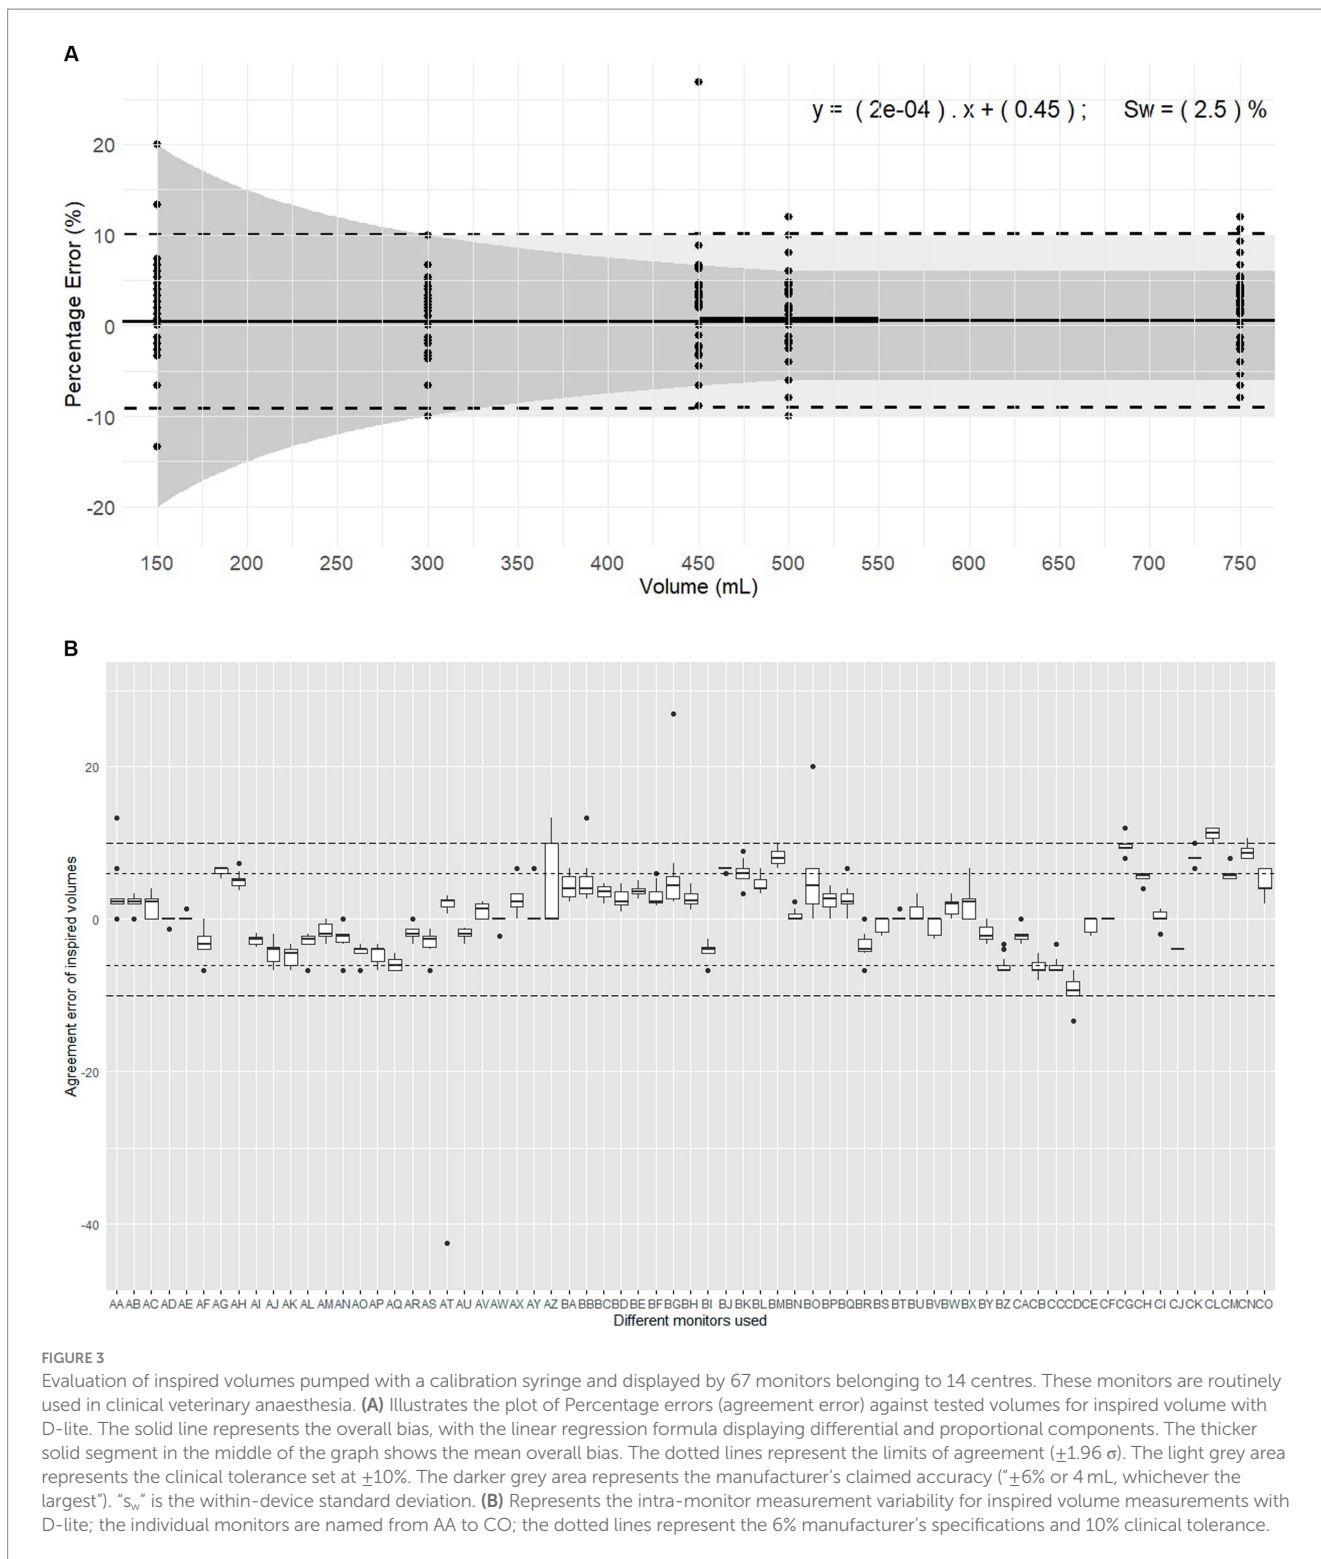 A
y = ( 2e-04 ) . x + ( 0.45 ) ; Sw = ( 2.5 ) %
20
10
0
-10
-20
Percentage Error (%)
150 200 250 300 350 400 450 500 550 600 650 700 750
Volume (mL)
B
20
0
-20
-40
Agreement error of inspired volumes
AA AB AC AD AE AF AG AH AI AJ AK AL AM AN AO AP AQ AR AS AT AU AV AW AX AY AZ BA BB BC BD BE BF BG BH BI BJ BK BL BM BN BO BP BQ BR BS BT BU BV BW BX BY BZ CA CB CC CD CE CF CG CH CI CJ CK CL CM CN CO
Different monitors used
FIGURE 3
Evaluation of inspired volumes pumped with a calibration syringe and displayed by 67 monitors belonging to 14 centres. These monitors are routinely
used in clinical veterinary anaesthesia. (A) Illustrates the plot of Percentage errors (agreement error) against tested volumes for inspired volume with
D-lite. The solid line represents the overall bias, with the linear regression formula displaying differential and proportional components. The thicker
solid segment in the middle of the graph shows the mean overall bias. The dotted lines represent the limits of agreement (±1.96 σ). The light grey area
represents the clinical tolerance set at ±10%. The darker grey area represents the manufacturer's claimed accuracy ("±6% or 4 mL, whichever the
largest"). "sw" is the within-device standard deviation. (B) Represents the intra-monitor measurement variability for inspired volume measurements with
D-lite; the individual monitors are named from AA to CO; the dotted lines represent the 6% manufacturer's specifications and 10% clinical tolerance.